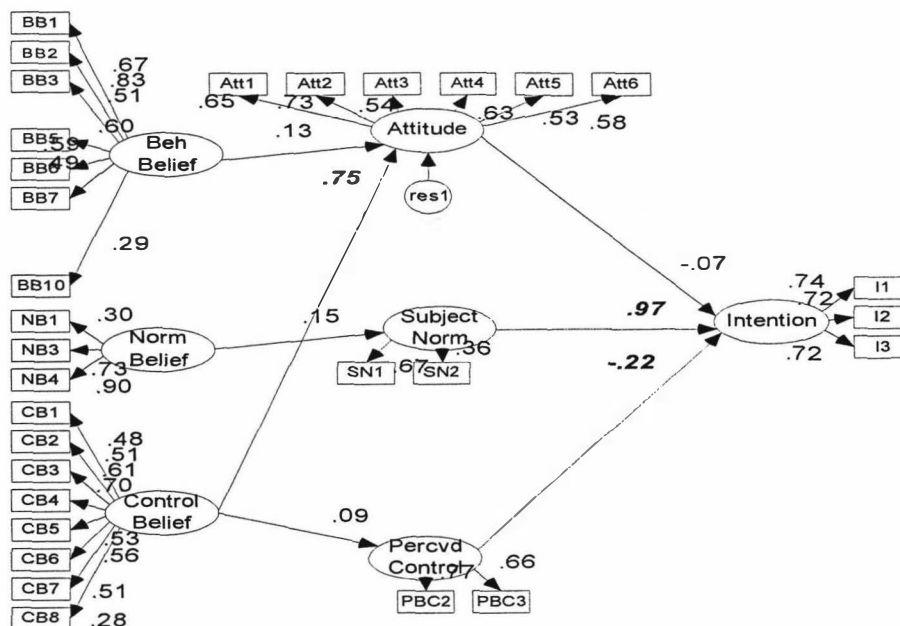 BB1
BB2
BB3
BB5
BB6
BB7
BB10
.67
.83
.51
.60
.59
.49
.29
Beh
Belief
Att1
Att2
Att3
Att4
Att5
Att6
.65
.73
.54
.63
.53
.58
.13
Attitude
.75
res1
-.07
NB1
NB3
NB4
.30
.73
.90
Norm
Belief
.15
Subject
Norm
.36
.67
SN1
SN2
.97
-.22
Intention
.74
.72
.72
I1
I2
I3
CB1
CB2
CB3
CB4
CB5
CB6
CB7
CB8
.48
.51
.61
.70
.53
.56
.51
.28
Control
Belief
.09
Percvd
Control
.77
.66
PBC2
PBC3